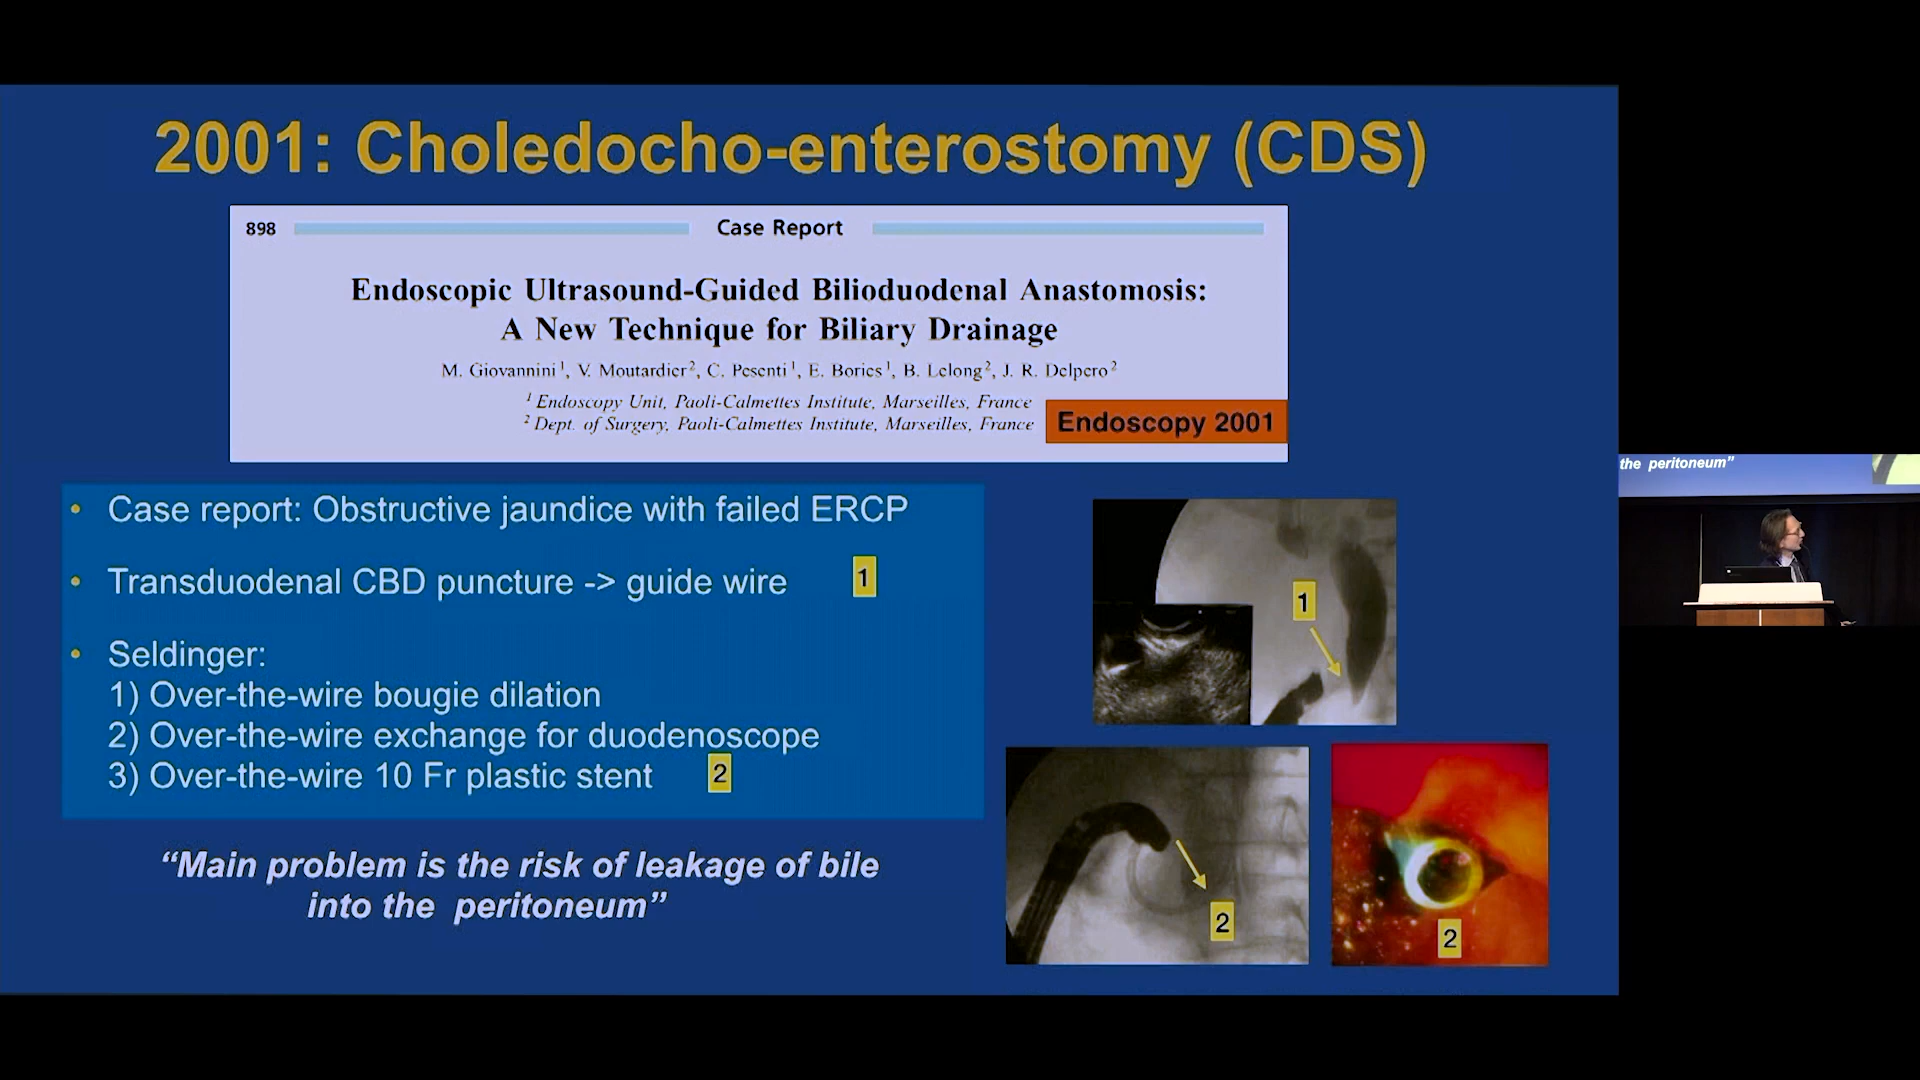 2001: Choledocho-enterostomy (CDS)
898
Case Report
Endoscopic Ultrasound-Guided Bilioduodenal Anastomosis:
A New Technique for Biliary Drainage
M. Giovannini¹, V. Moutardier², C. Pesenti¹, E. Bories¹, B. Lelong², J. R. Delpero²
¹ Endoscopy Unit, Paoli-Calmettes Institute, Marseilles, France
² Dept. of Surgery, Paoli-Calmettes Institute, Marseilles, France
Endoscopy 2001
• Case report: Obstructive jaundice with failed ERCP
• Transduodenal CBD puncture -> guide wire 1
• Seldinger:
1) Over-the-wire bougie dilation
2) Over-the-wire exchange for duodenoscope
3) Over-the-wire 10 Fr plastic stent 2
“Main problem is the risk of leakage of bile
into the peritoneum”
1
2
2
the peritoneum”